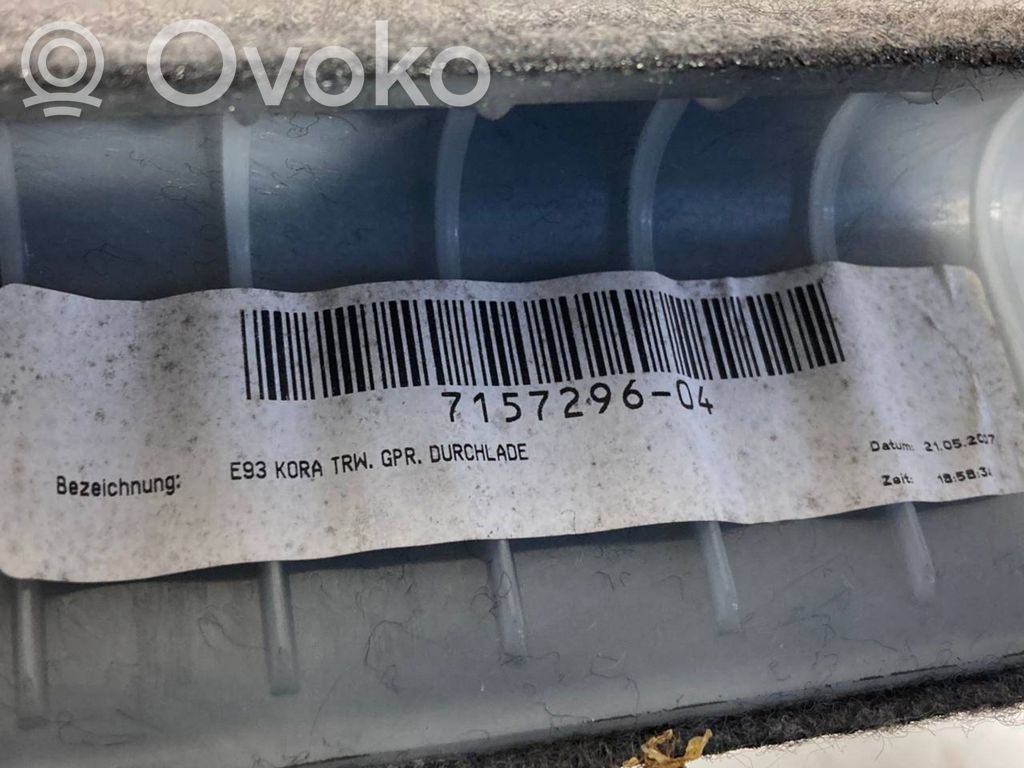 Ovoko
7157296-04
Bezeichnung: E93 KORA TRW. GPR. DURCHLADE
Datum: 21.05.2007
Zeit: